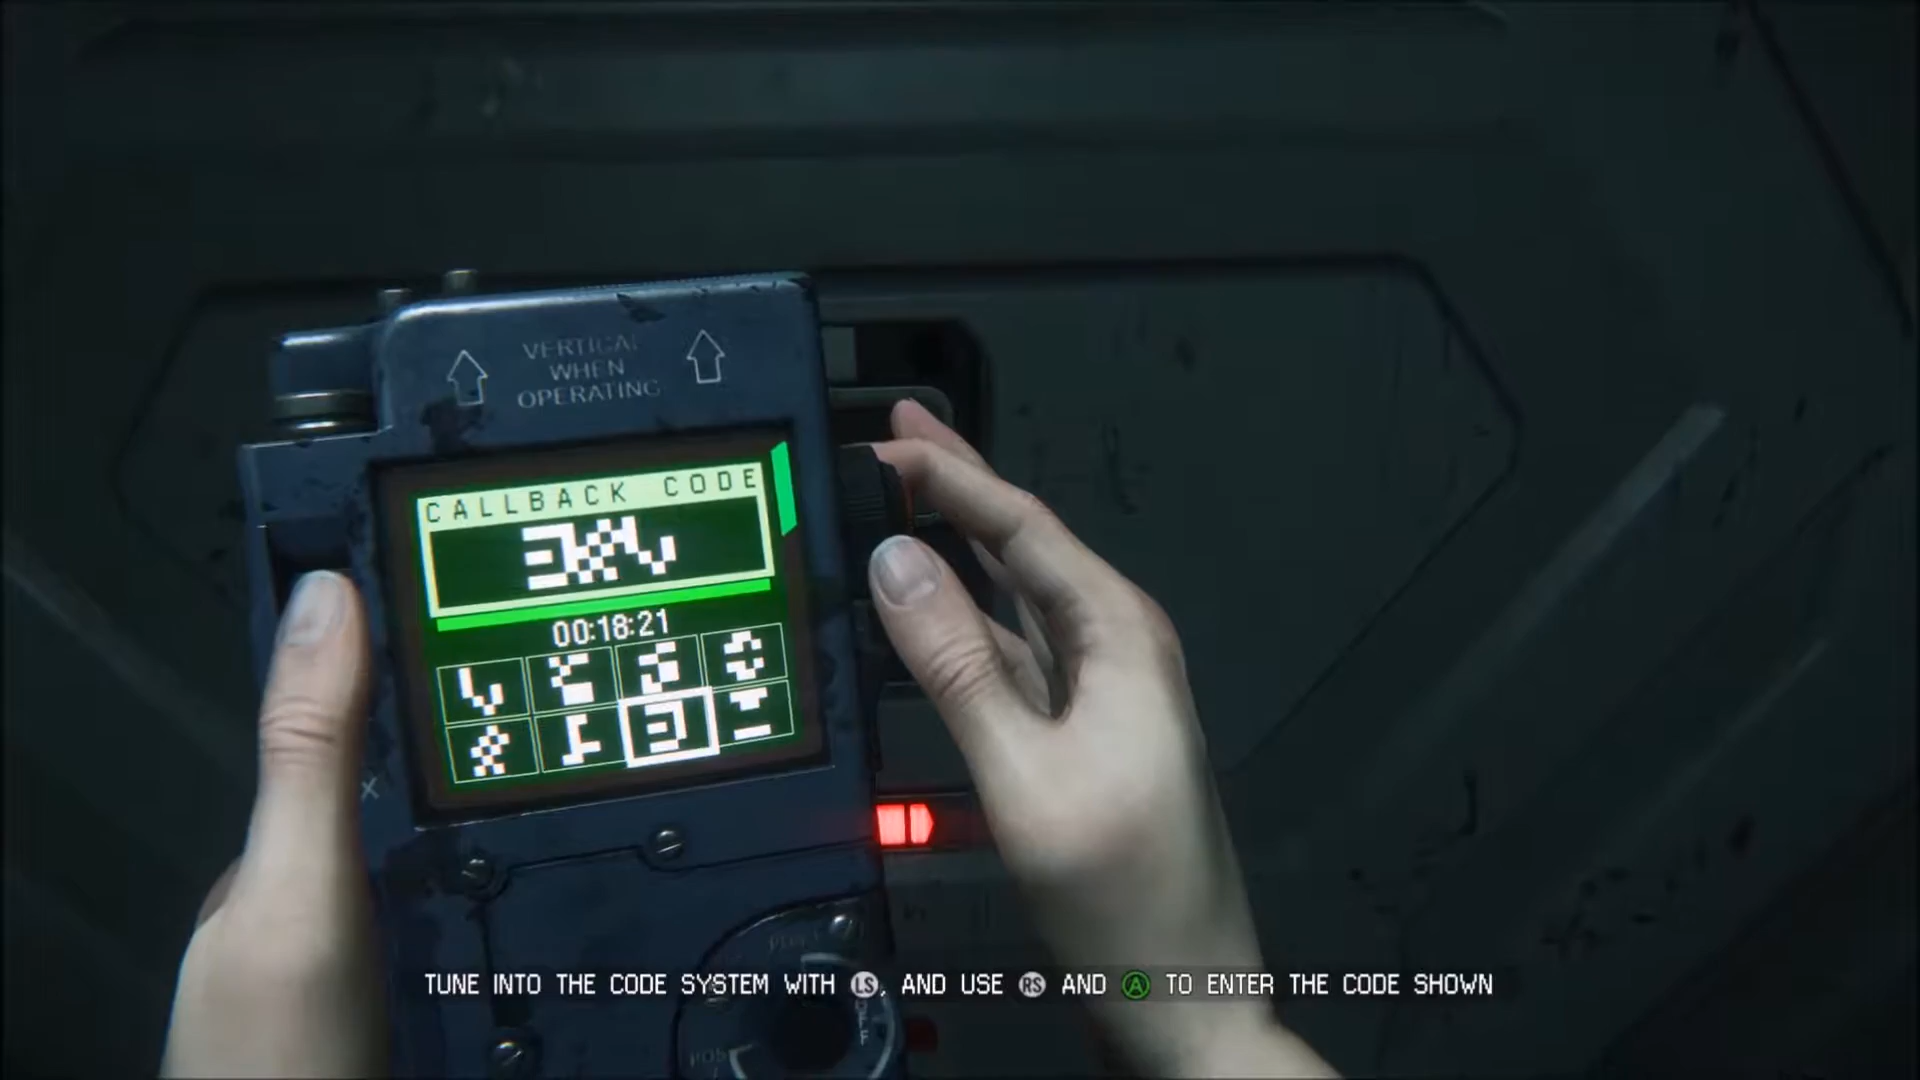 VERTICAL
WHEN
OPERATING
CALLBACK CODE
00:18:21
TUNE INTO THE CODE SYSTEM WITH LS, AND USE RS AND A TO ENTER THE CODE SHOWN
OFF